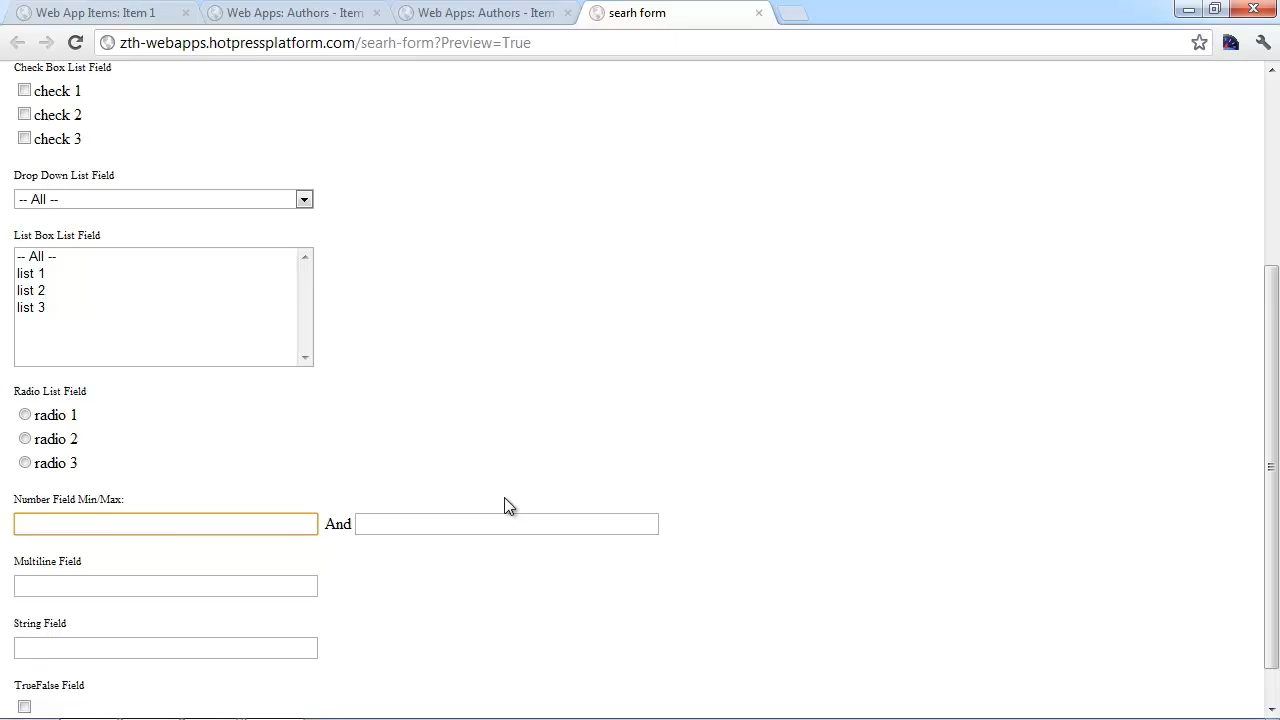 Web App Items: Item 1
Web Apps: Authors - Item
Web Apps: Authors - Item
searh form
zth-webapps.hotpressplatform.com/searh-form?Preview=True
Check Box List Field
check 1
check 2
check 3
Drop Down List Field
-- All --
List Box List Field
-- All --
list 1
list 2
list 3
Radio List Field
radio 1
radio 2
radio 3
Number Field Min/Max:
And
Multiline Field
String Field
TrueFalse Field